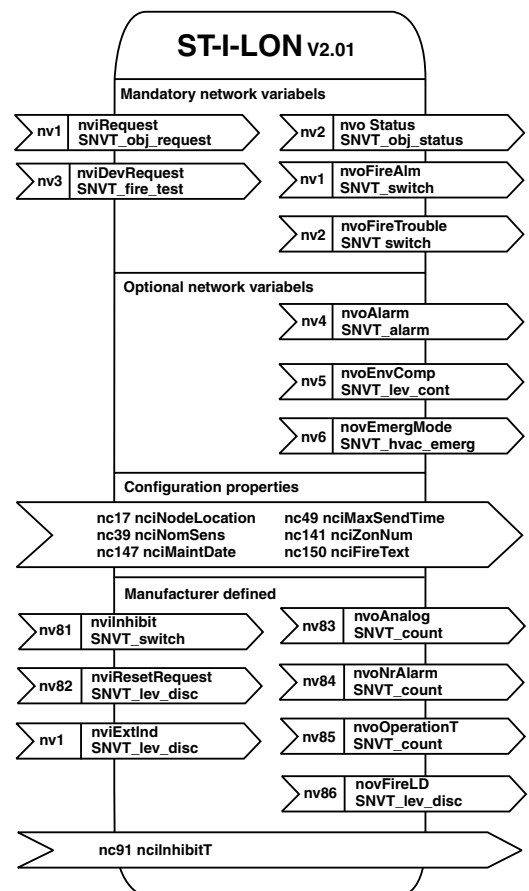 ST-I-LON V2.01
Mandatory network variabels
nv1 nviRequest
SNVT_obj_request
nv2 nvo Status
SNVT_obj_status
nv3 nviDevRequest
SNVT_fire_test
nv1 nvoFireAlm
SNVT_switch
nv2 nvoFireTrouble
SNVT switch
Optional network variabels
nv4 nvoAlarm
SNVT_alarm
nv5 nvoEnvComp
SNVT_lev_cont
nv6 novEmergMode
SNVT_hvac_emerg
Configuration properties
nc17 nciNodeLocation nc49 nciMaxSendTime
nc39 nciNomSens nc141 nciZonNum
nc147 nciMaintDate nc150 nciFireText
Manufacturer defined
nv81 nviInhibit
SNVT_switch
nv83 nvoAnalog
SNVT_count
nv82 nviResetRequest
SNVT_lev_disc
nv84 nvoNrAlarm
SNVT_count
nv1 nviExtInd
SNVT_lev_disc
nv85 nvoOperationT
SNVT_count
nv86 novFireLD
SNVT_lev_disc
nc91 nciInhibitT